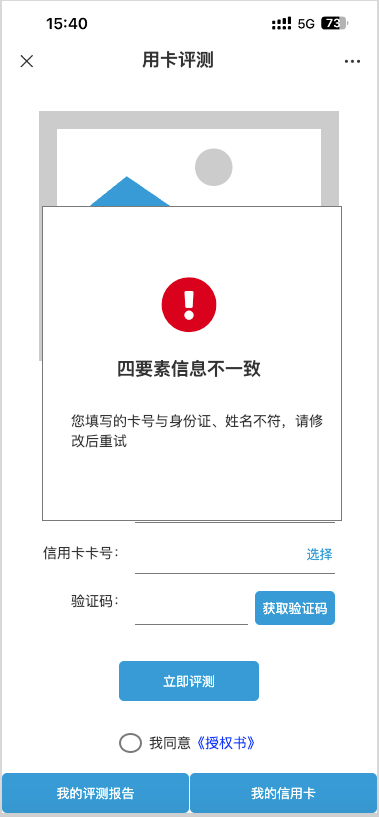 15:40
5G
73
用卡评测
四要素信息不一致
您填写的卡号与身份证、姓名不符，请修
改后重试
信用卡卡号：
选择
验证码：
获取验证码
立即评测
我同意《授权书》
我的评测报告
我的信用卡